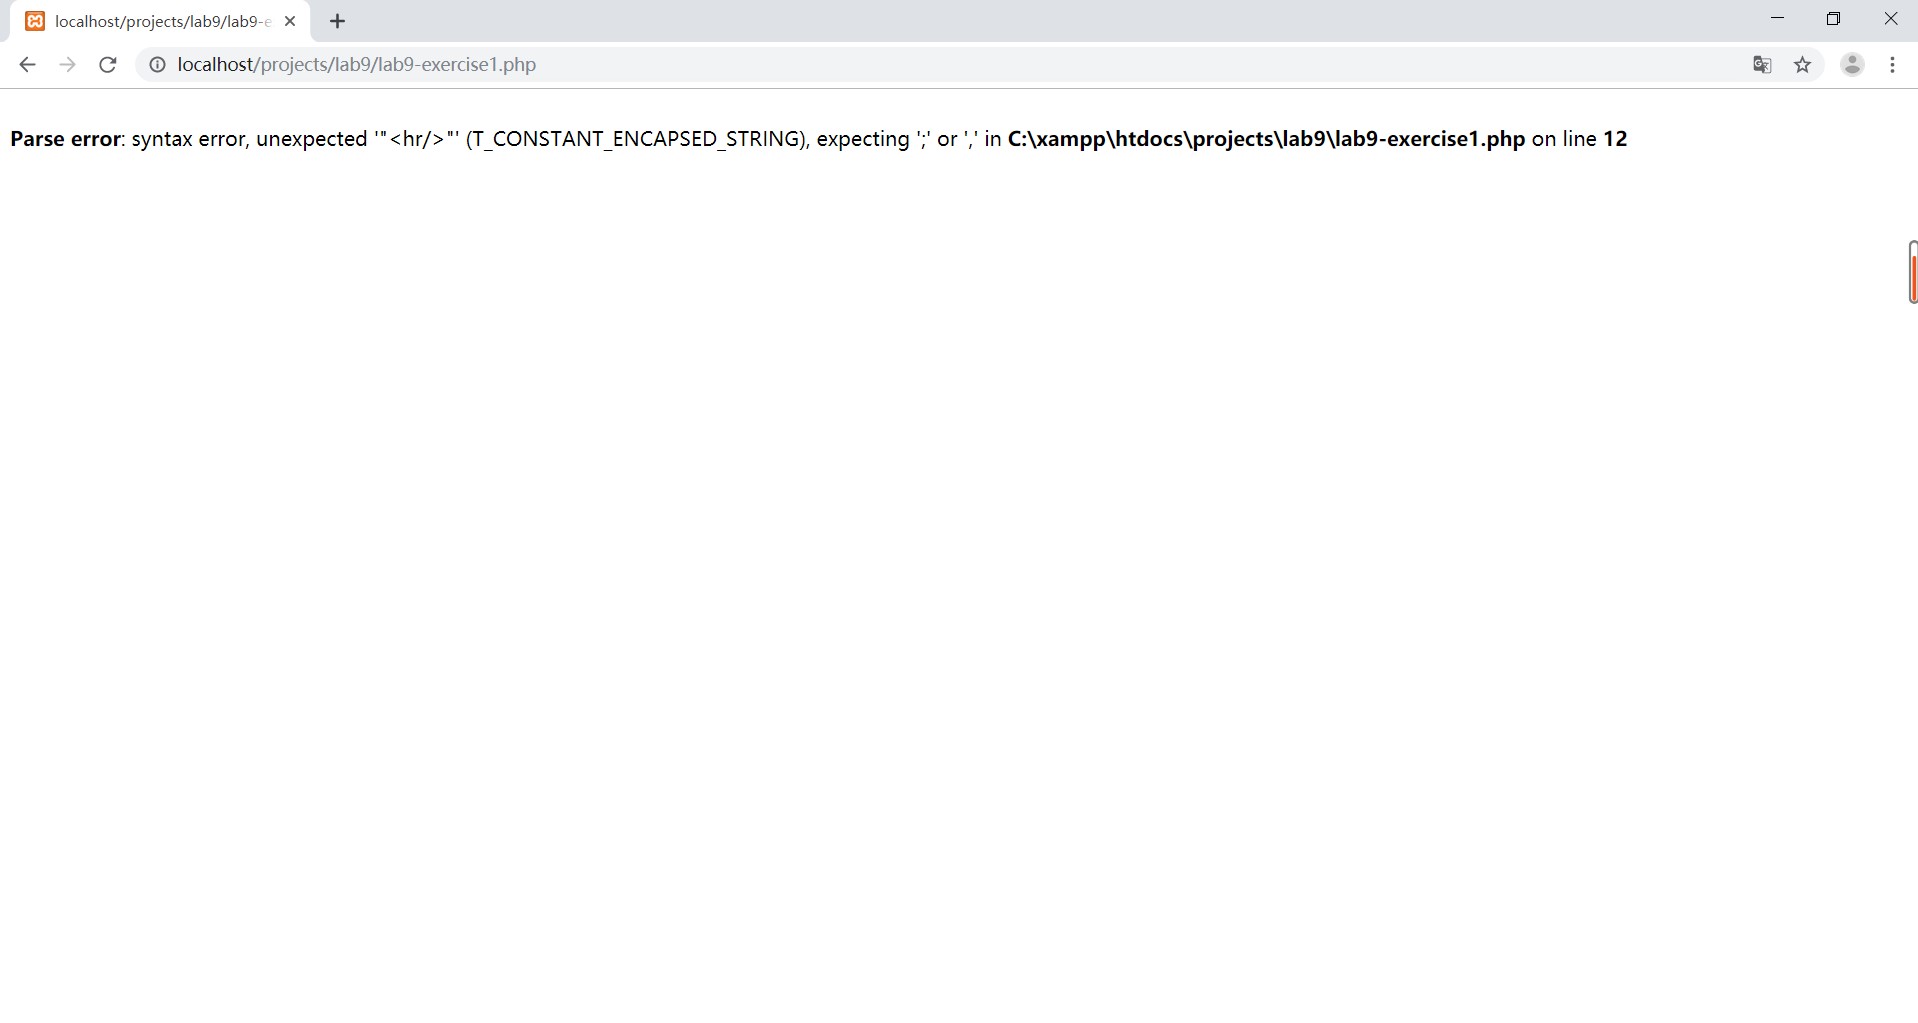 localhost/projects/lab9/lab9-e
localhost/projects/lab9/lab9-exercise1.php
Parse error: syntax error, unexpected '"<hr/>"' (T_CONSTANT_ENCAPSED_STRING), expecting ';' or ',' in C:\xampp\htdocs\projects\lab9\lab9-exercise1.php on line 12